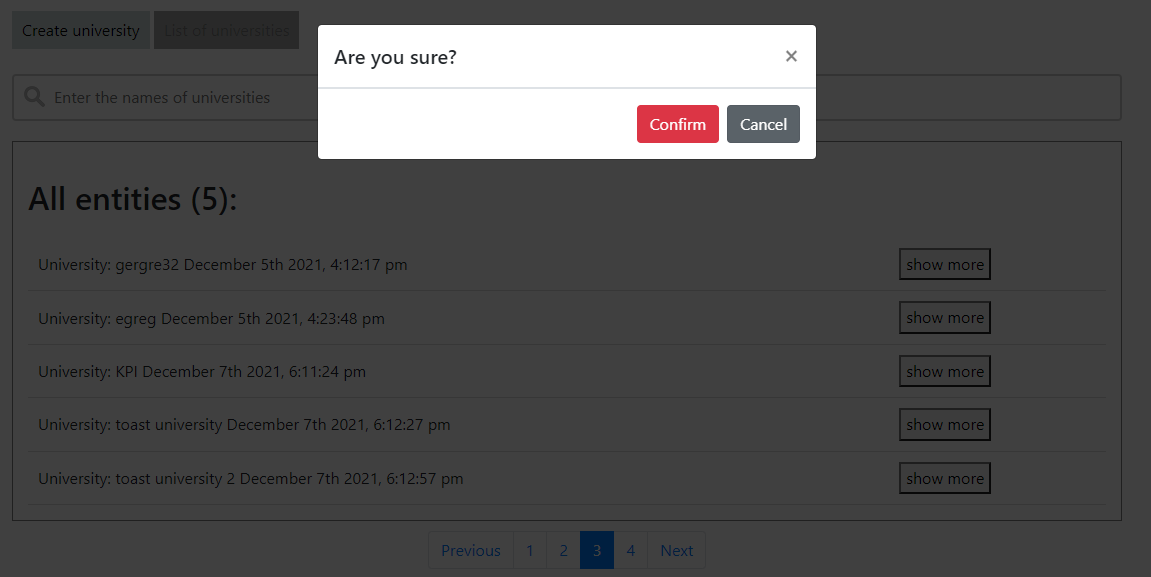 Create university
List of universities
Are you sure?
×
Enter the names of universities
Confirm
Cancel
All entities (5):
University: gergre32 December 5th 2021, 4:12:17 pm
show more
University: egreg December 5th 2021, 4:23:48 pm
show more
University: KPI December 7th 2021, 6:11:24 pm
show more
University: toast university December 7th 2021, 6:12:27 pm
show more
University: toast university 2 December 7th 2021, 6:12:57 pm
show more
Previous 1 2 3 4 Next